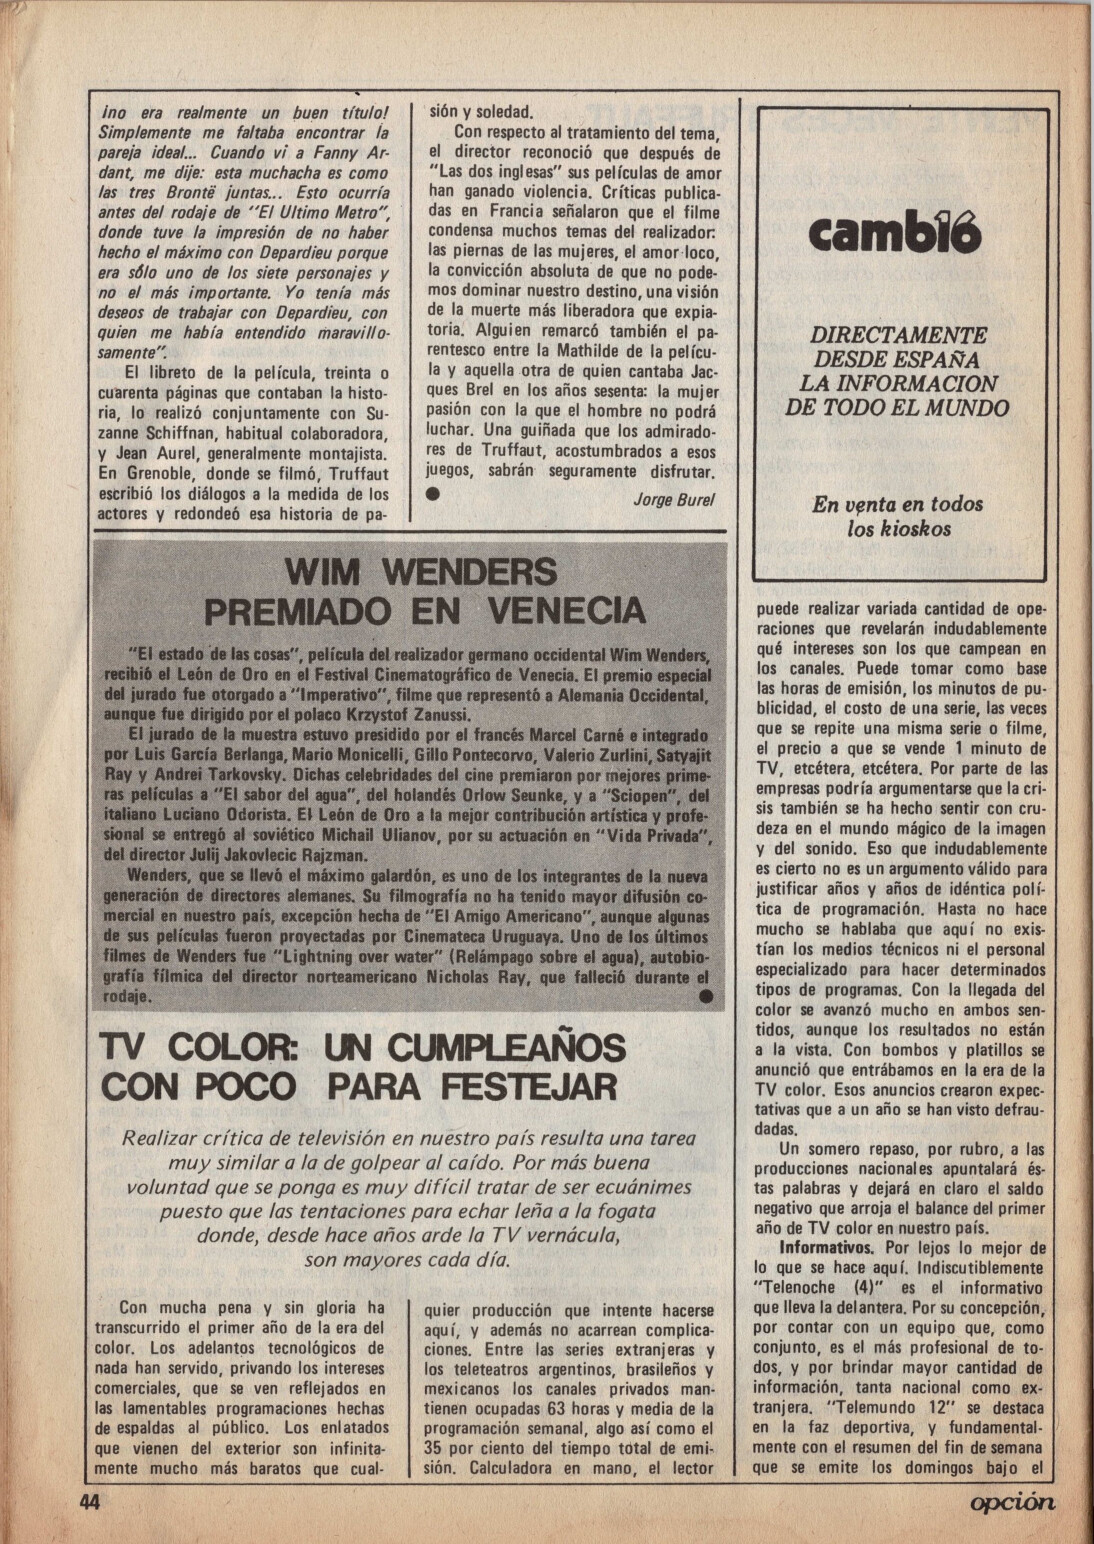 ¡no era realmente un buen título!
Simplemente me faltaba encontrar la
pareja ideal... Cuando vi a Fanny Ar-
dant, me dije: esta muchacha es como
las tres Brontë juntas... Esto ocurría
antes del rodaje de "El Ultimo Metro",
donde tuve la impresión de no haber
hecho el máximo con Depardieu porque
era sólo uno de los siete personajes y
no el más importante. Yo tenía más
deseos de trabajar con Depardieu, con
quien me había entendido maravillo-
samente".
El libreto de la película, treinta o
cuarenta páginas que contaban la histo-
ria, lo realizó conjuntamente con Su-
zanne Schiffnan, habitual colaboradora,
y Jean Aurel, generalmente montajista.
En Grenoble, donde se filmó, Truffaut
escribió los diálogos a la medida de los
actores y redondeó esa historia de pa-
sión y soledad.
Con respecto al tratamiento del tema,
el director reconoció que después de
"Las dos inglesas" sus películas de amor
han ganado violencia. Críticas publica-
das en Francia señalaron que el filme
condensa muchos temas del realizador:
las piernas de las mujeres, el amor loco,
la convicción absoluta de que no pode-
mos dominar nuestro destino, una visión
de la muerte más liberadora que expia-
toria. Alguien remarcó también el pa-
rentesco entre la Mathilde de la pelícu-
la y aquella otra de quien cantaba Jac-
ques Brel en los años sesenta: la mujer
pasión con la que el hombre no podrá
luchar. Una guiñada que los admirado-
res de Truffaut, acostumbrados a esos
juegos, sabrán seguramente disfrutar.
● Jorge Burel
cambio16
DIRECTAMENTE
DESDE ESPAÑA
LA INFORMACION
DE TODO EL MUNDO
En venta en todos
los kioskos
WIM WENDERS
PREMIADO EN VENECIA
"El estado de las cosas", película del realizador germano occidental Wim Wenders,
recibió el León de Oro en el Festival Cinematográfico de Venecia. El premio especial
del jurado fue otorgado a "Imperativo", filme que representó a Alemania Occidental,
aunque fue dirigido por el polaco Krzystof Zanussi.
El jurado de la muestra estuvo presidido por el francés Marcel Carné e integrado
por Luis García Berlanga, Mario Monicelli, Gillo Pontecorvo, Valerio Zurlini, Satyajit
Ray y Andrei Tarkovsky. Dichas celebridades del cine premiaron por mejores prime-
ras películas a "El sabor del agua", del holandés Orlow Seunke, y a "Sciopen", del
italiano Luciano Odorista. El León de Oro a la mejor contribución artística y profe-
sional se entregó al soviético Michail Ulianov, por su actuación en "Vida Privada",
del director Julij Jakovlecic Rajzman.
Wenders, que se llevó el máximo galardón, es uno de los integrantes de la nueva
generación de directores alemanes. Su filmografía no ha tenido mayor difusión co-
mercial en nuestro país, excepción hecha de "El Amigo Americano", aunque algunas
de sus películas fueron proyectadas por Cinemateca Uruguaya. Uno de los últimos
filmes de Wenders fue "Lightning over water" (Relámpago sobre el agua), autobio-
grafía fílmica del director norteamericano Nicholas Ray, que falleció durante el
rodaje. ●
TV COLOR: UN CUMPLEAÑOS
CON POCO PARA FESTEJAR
Realizar crítica de televisión en nuestro país resulta una tarea
muy similar a la de golpear al caído. Por más buena
voluntad que se ponga es muy difícil tratar de ser ecuánimes
puesto que las tentaciones para echar leña a la fogata
donde, desde hace años arde la TV vernácula,
son mayores cada día.
Con mucha pena y sin gloria ha
transcurrido el primer año de la era del
color. Los adelantos tecnológicos de
nada han servido, privando los intereses
comerciales, que se ven reflejados en
las lamentables programaciones hechas
de espaldas al público. Los enlatados
que vienen del exterior son infinita-
mente mucho más baratos que cual-
quier producción que intente hacerse
aquí, y además no acarrean complica-
ciones. Entre las series extranjeras y
los teleteatros argentinos, brasileños y
mexicanos los canales privados man-
tienen ocupadas 63 horas y media de la
programación semanal, algo así como el
35 por ciento del tiempo total de emi-
sión. Calculadora en mano, el lector
puede realizar variada cantidad de ope-
raciones que revelarán indudablemente
qué intereses son los que campean en
los canales. Puede tomar como base
las horas de emisión, los minutos de pu-
blicidad, el costo de una serie, las veces
que se repite una misma serie o filme,
el precio a que se vende 1 minuto de
TV, etcétera, etcétera. Por parte de las
empresas podría argumentarse que la cri-
sis también se ha hecho sentir con cru-
deza en el mundo mágico de la imagen
y del sonido. Eso que indudablemente
es cierto no es un argumento válido para
justificar años y años de idéntica polí-
tica de programación. Hasta no hace
mucho se hablaba que aquí no exis-
tían los medios técnicos ni el personal
especializado para hacer determinados
tipos de programas. Con la llegada del
color se avanzó mucho en ambos sen-
tidos, aunque los resultados no están
a la vista. Con bombos y platillos se
anunció que entrábamos en la era de la
TV color. Esos anuncios crearon expec-
tativas que a un año se han visto defrau-
dadas.
Un somero repaso, por rubro, a las
producciones nacionales apuntalará és-
tas palabras y dejará en claro el saldo
negativo que arroja el balance del primer
año de TV color en nuestro país.
Informativos. Por lejos lo mejor de
lo que se hace aquí. Indiscutiblemente
"Telenoche (4)" es el informativo
que lleva la delantera. Por su concepción,
por contar con un equipo que, como
conjunto, es el más profesional de to-
dos, y por brindar mayor cantidad de
información, tanta nacional como ex-
tranjera. "Telemundo 12" se destaca
en la faz deportiva, y fundamental-
mente con el resumen del fin de semana
que se emite los domingos bajo el
44
opción